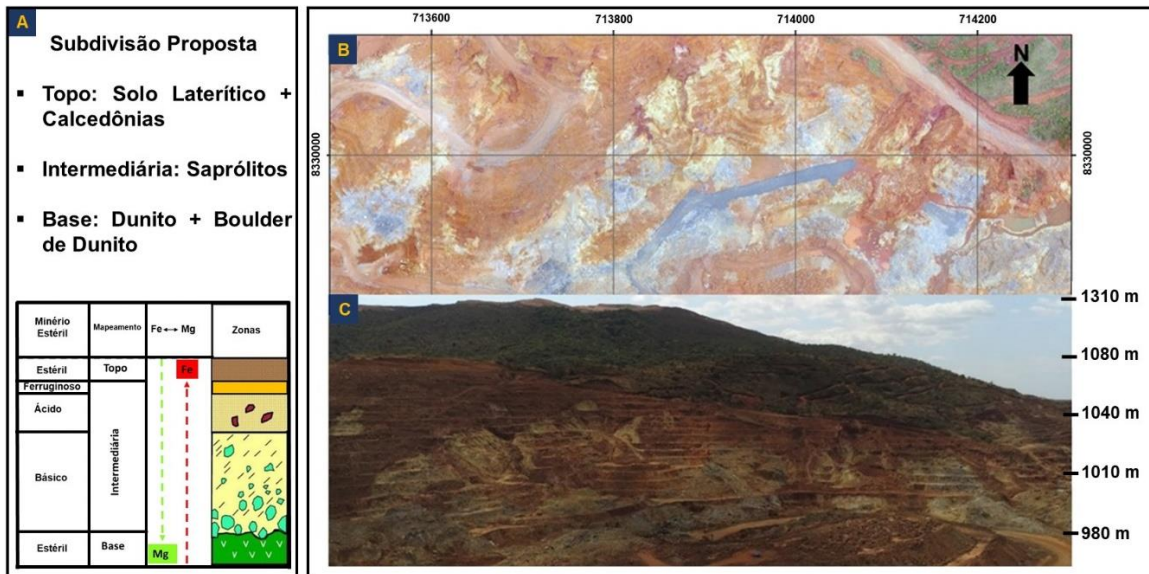 A
Subdivisão Proposta
▪ Topo: Solo Laterítico +
Calcedônias
▪ Intermediária: Saprólitos
▪ Base: Dunito + Boulder
de Dunito
Minério
Estéril
Mapeamento
Fe↔Mg
Zonas
Estéril
Topo
Fe
Ferruginoso
Ácido
Intermediária
Básico
Estéril
Base
Mg
713600
713800
714000
714200
B
N
8330000
8330000
C
1310 m
1080 m
1040 m
1010 m
980 m